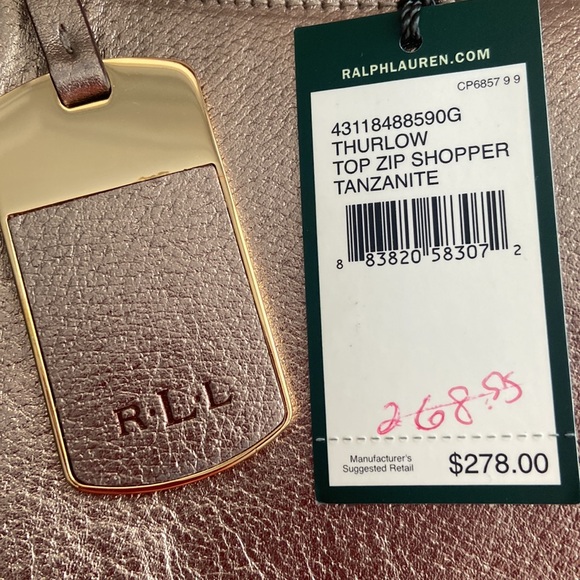 R·L·L
RALPHLAUREN.COM
CP6857 9 9
43118488590G
THURLOW
TOP ZIP SHOPPER
TANZANITE
8 83820 58307 2
268.95
Manufacturer's
Suggested Retail
$278.00